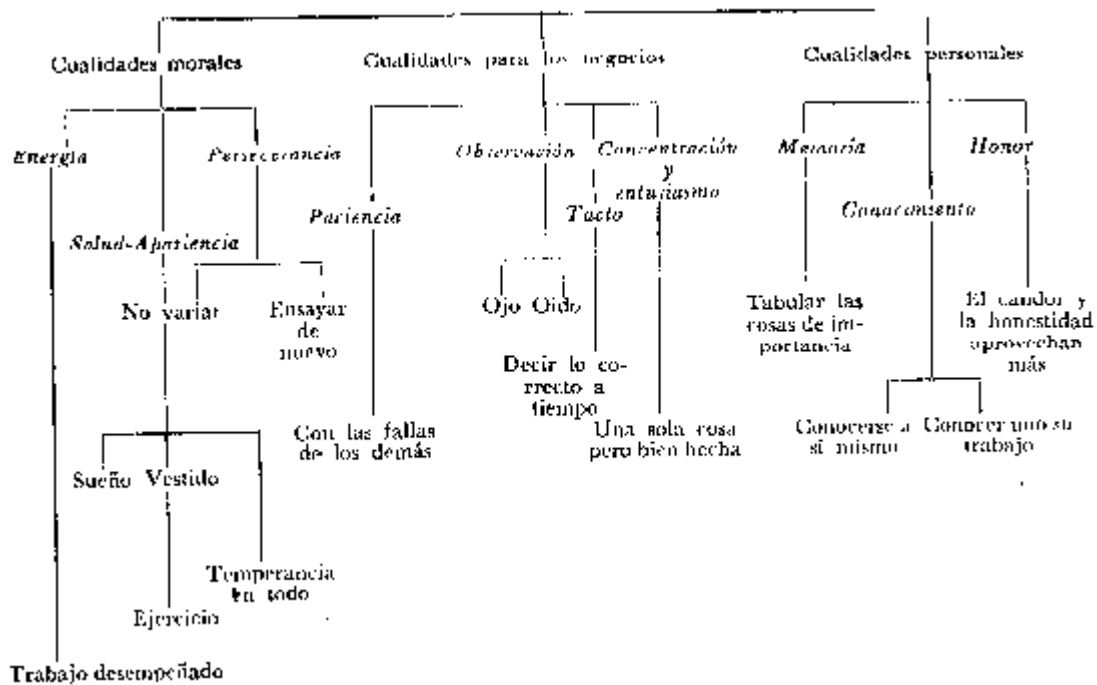 Cualidades morales
Cualidades para los negocios
Cualidades personales
Energía
Perseverancia
Observación
Concentración
y
entusiasmo
Memoria
Honor
Paciencia
Tacto
Conocimiento
Salud-Apariencia
No variar
Ensayar
de
nuevo
Ojo Oído
Tabular las
cosas de im-
portancia
El candor y
la honestidad
aprovechan
más
Decir lo co-
rrecto a
tiempo
Con las fallas
de los demás
Una sola cosa
pero bien hecha
Conocerse a
sí mismo
Conocer uno su
trabajo
Sueño Vestido
Temperancia
en todo
Ejercicio
Trabajo desempeñado